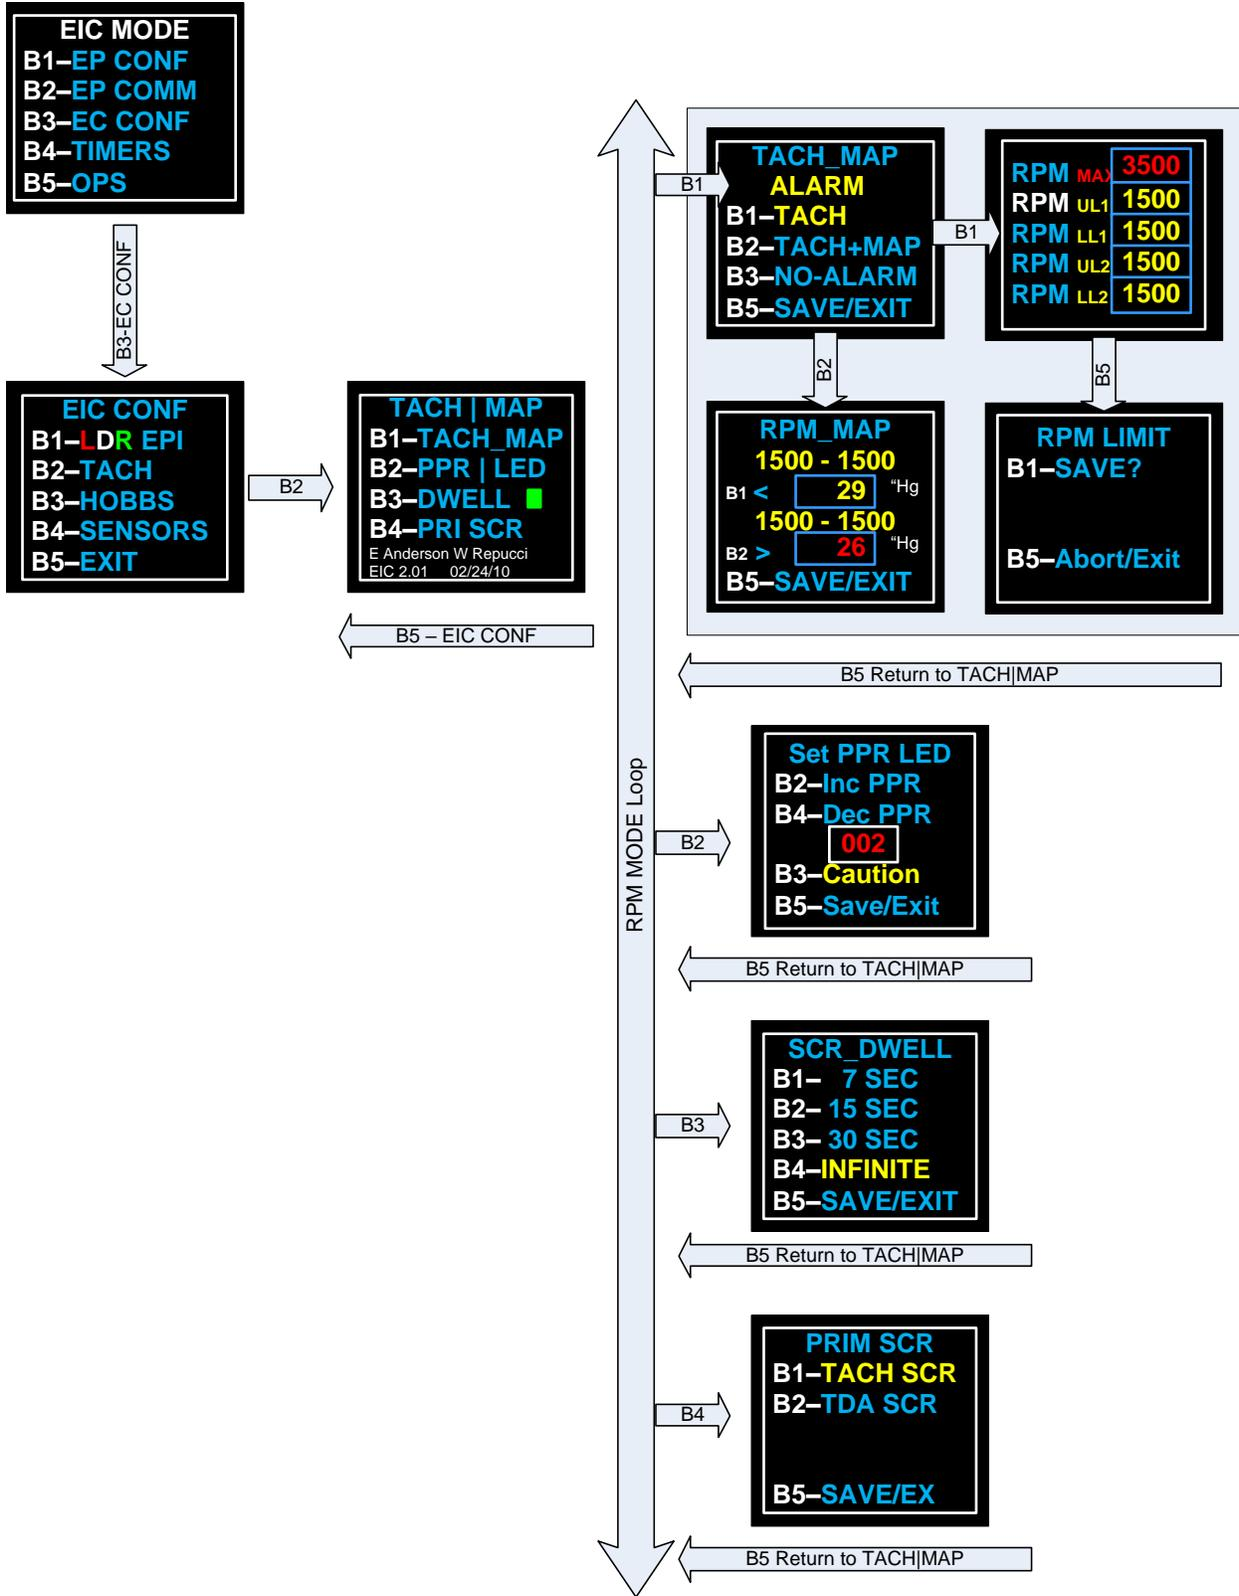 EIC MODE
B1–EP CONF
B2–EP COMM
B3–EC CONF
B4–TIMERS
B5–OPS
B3-EC CONF
EIC CONF
B1–LDR EPI
B2–TACH
B3–HOBBS
B4–SENSORS
B5–EXIT
B2
TACH | MAP
B1–TACH_MAP
B2–PPR | LED
B3–DWELL
B4–PRI SCR
E Anderson W Repucci
EIC 2.01 02/24/10
B5 – EIC CONF
RPM MODE Loop
B1
TACH_MAP
ALARM
B1–TACH
B2–TACH+MAP
B3–NO-ALARM
B5–SAVE/EXIT
B1
RPM MAX 3500
RPM UL1 1500
RPM LL1 1500
RPM UL2 1500
RPM LL2 1500
B2
B5
RPM_MAP
1500 - 1500
B1 < 29 “Hg
1500 - 1500
B2 > 26 “Hg
B5–SAVE/EXIT
RPM LIMIT
B1–SAVE?
B5–Abort/Exit
B5 Return to TACH|MAP
B2
Set PPR LED
B2–Inc PPR
B4–Dec PPR
002
B3–Caution
B5–Save/Exit
B5 Return to TACH|MAP
B3
SCR_DWELL
B1– 7 SEC
B2– 15 SEC
B3– 30 SEC
B4–INFINITE
B5–SAVE/EXIT
B5 Return to TACH|MAP
B4
PRIM SCR
B1–TACH SCR
B2–TDA SCR
B5–SAVE/EX
B5 Return to TACH|MAP